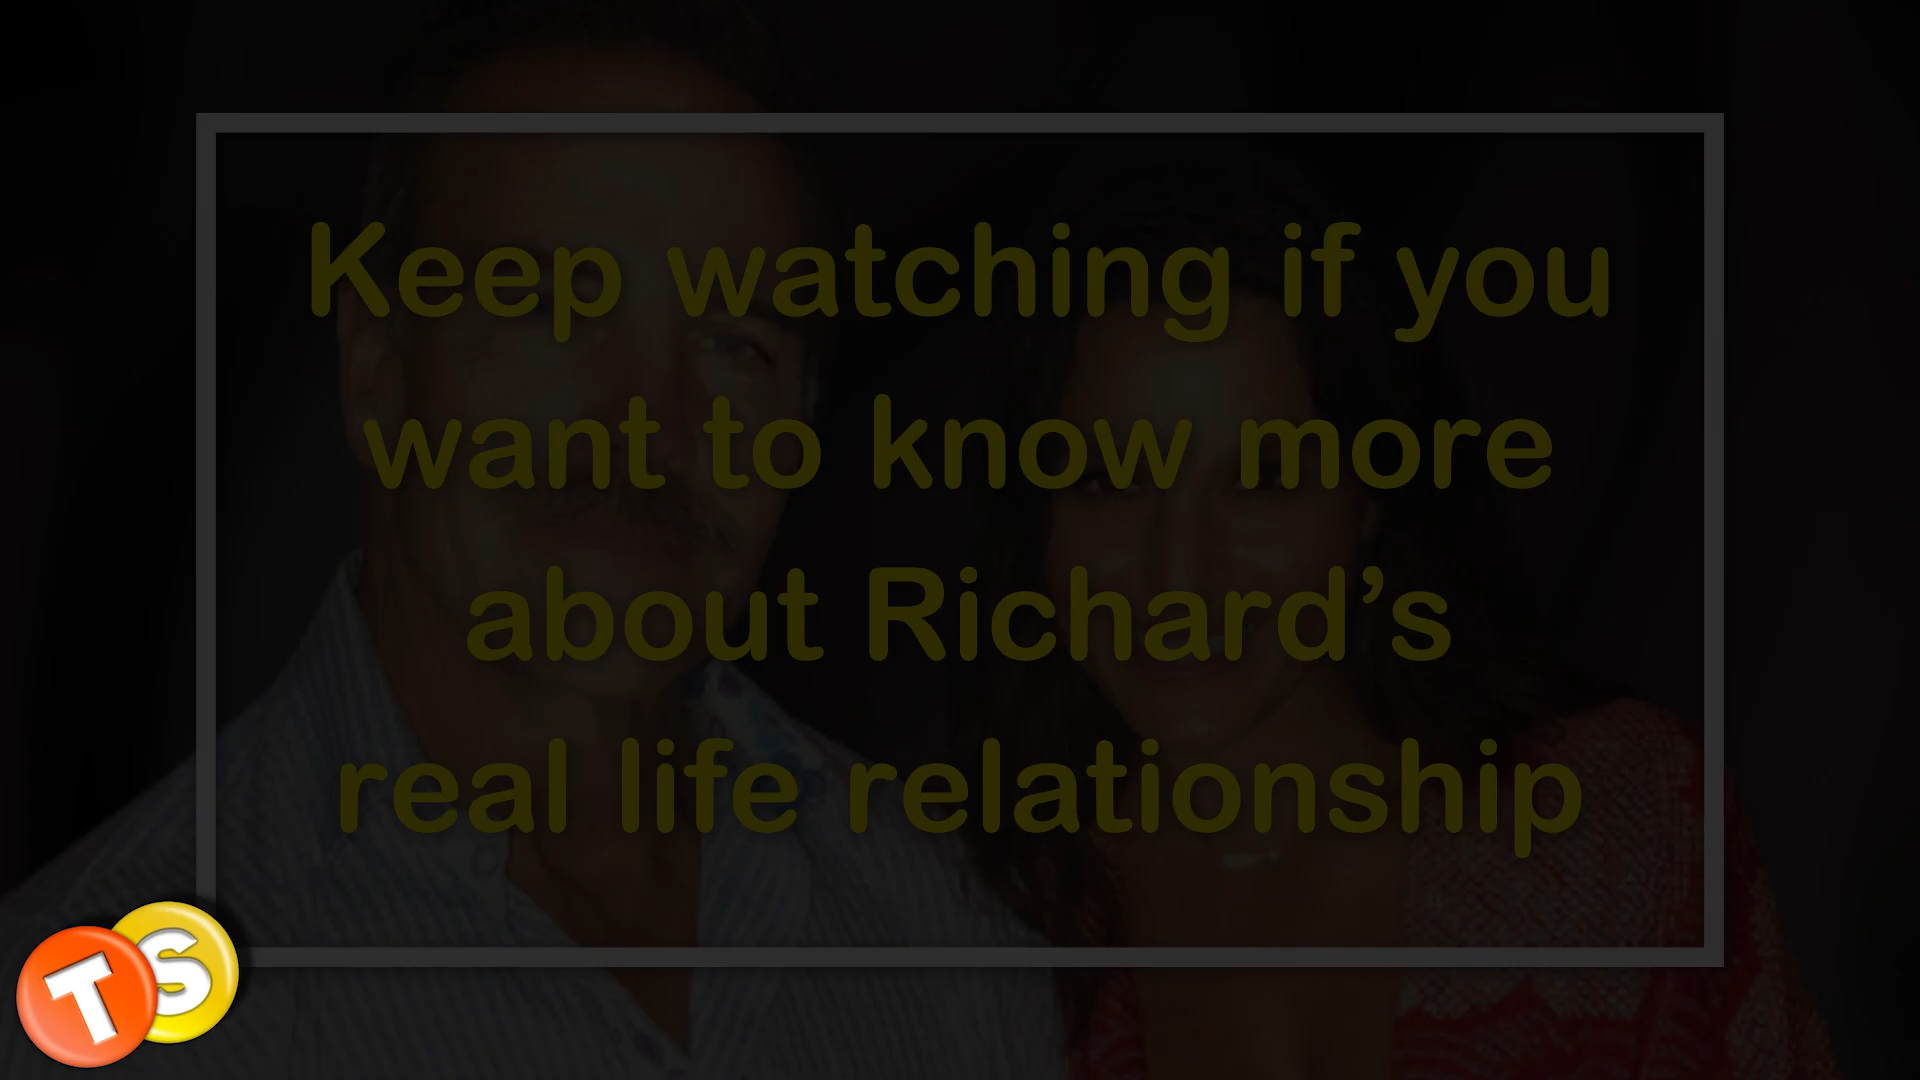 Keep watching if you
want to know more
about Richard’s
real life relationship
TS